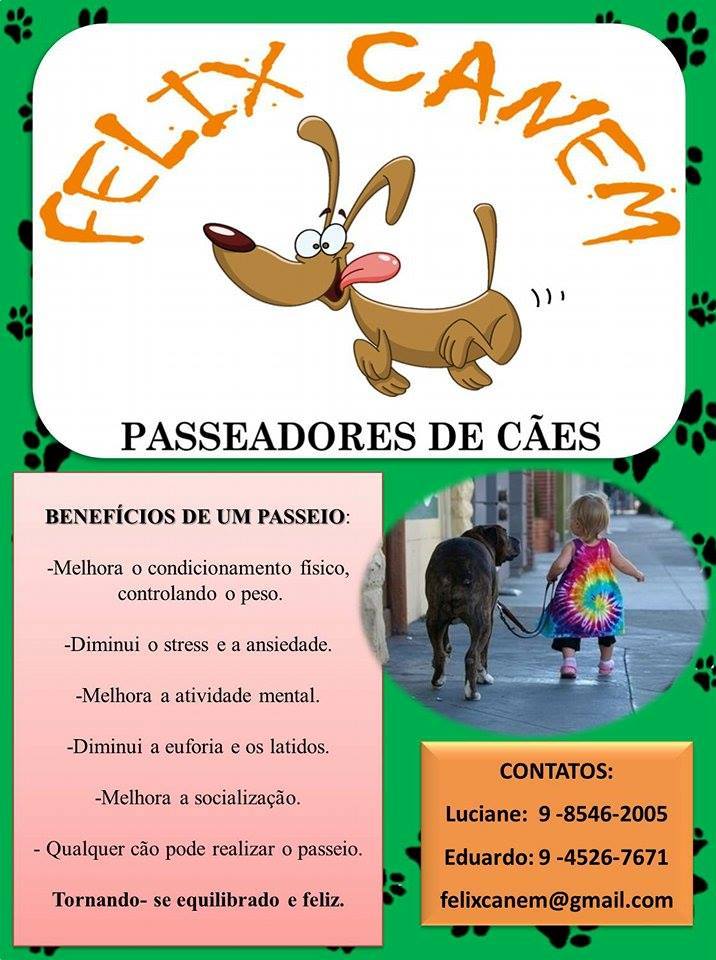 FELIX CANEM
PASSEADORES DE CÃES
BENEFÍCIOS DE UM PASSEIO:
-Melhora o condicionamento físico,
controlando o peso.
-Diminui o stress e a ansiedade.
-Melhora a atividade mental.
-Diminui a euforia e os latidos.
-Melhora a socialização.
- Qualquer cão pode realizar o passeio.
Tornando- se equilibrado e feliz.
CONTATOS:
Luciane: 9 -8546-2005
Eduardo: 9 -4526-7671
felixcanem@gmail.com